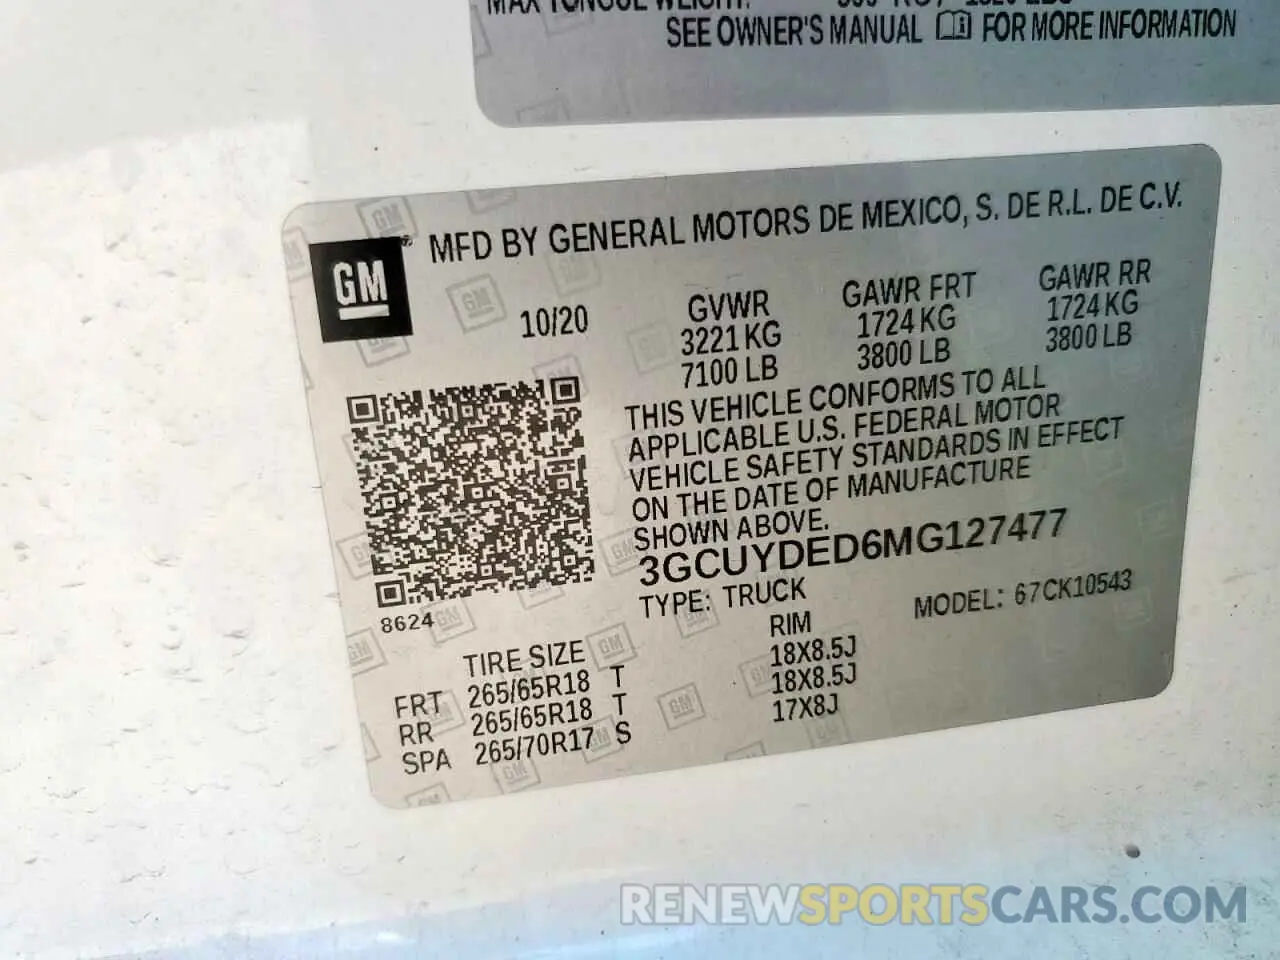 MAX TONGUE WEIGHT:
SEE OWNER'S MANUAL FOR MORE INFORMATION
GM
MFD BY GENERAL MOTORS DE MEXICO, S. DE R.L. DE C.V.
10/20 GVWR GAWR FRT GAWR RR
3221 KG 1724 KG 1724 KG
7100 LB 3800 LB 3800 LB
THIS VEHICLE CONFORMS TO ALL
APPLICABLE U.S. FEDERAL MOTOR
VEHICLE SAFETY STANDARDS IN EFFECT
ON THE DATE OF MANUFACTURE
SHOWN ABOVE.
3GCUYDED6MG127477
TYPE: TRUCK MODEL: 67CK10543
8624
TIRE SIZE RIM
FRT 265/65R18 T 18X8.5J
RR 265/65R18 T 18X8.5J
SPA 265/70R17 S 17X8J
RENEWSPORTSCARS.COM